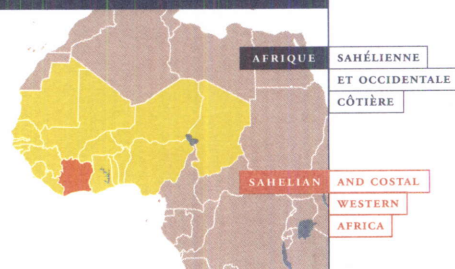 AFRIQUE SAHÉLIENNE
ET OCCIDENTALE
CÔTIÈRE
SAHELIAN AND COSTAL
WESTERN
AFRICA